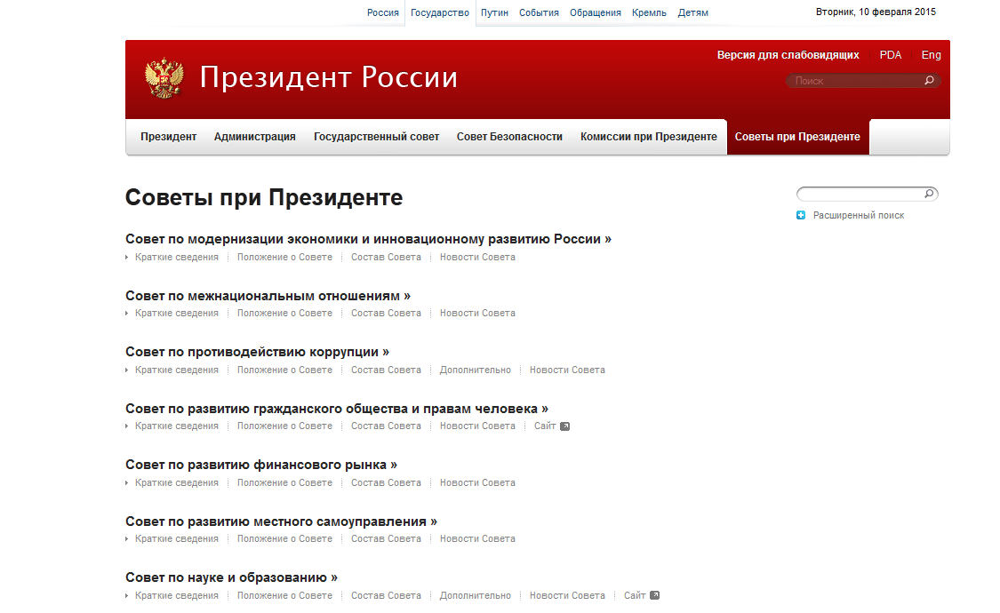 Россия Государство Путин События Обращения Кремль Детям Вторник, 10 февраля 2015
Версия для слабовидящих PDA Eng
Президент России
Поиск
Президент Администрация Государственный совет Совет Безопасности Комиссии при Президенте Советы при Президенте
Советы при Президенте
Расширенный поиск
Совет по модернизации экономики и инновационному развитию России »
Краткие сведения Положение о Совете Состав Совета Новости Совета
Совет по межнациональным отношениям »
Краткие сведения Положение о Совете Состав Совета Новости Совета
Совет по противодействию коррупции »
Краткие сведения Положение о Совете Состав Совета Дополнительно Новости Совета
Совет по развитию гражданского общества и правам человека »
Краткие сведения Положение о Совете Состав Совета Новости Совета Сайт
Совет по развитию финансового рынка »
Краткие сведения Положение о Совете Состав Совета Новости Совета
Совет по развитию местного самоуправления »
Краткие сведения Положение о Совете Состав Совета Новости Совета
Совет по науке и образованию »
Краткие сведения Положение о Совете Состав Совета Дополнительно Новости Совета Сайт